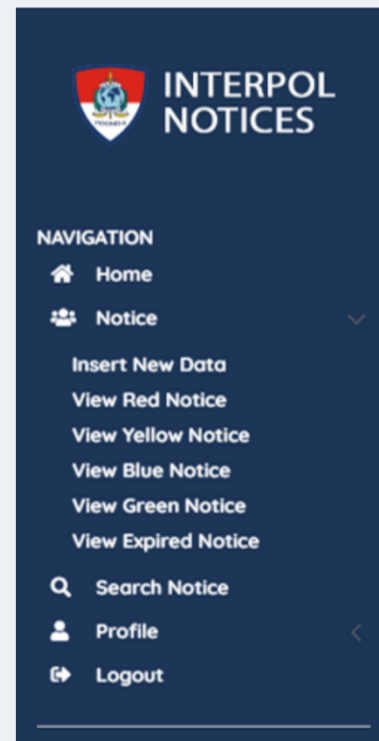 INTERPOL
NOTICES
INDONESIA
NAVIGATION
Home
Notice
Insert New Data
View Red Notice
View Yellow Notice
View Blue Notice
View Green Notice
View Expired Notice
Search Notice
Profile
Logout